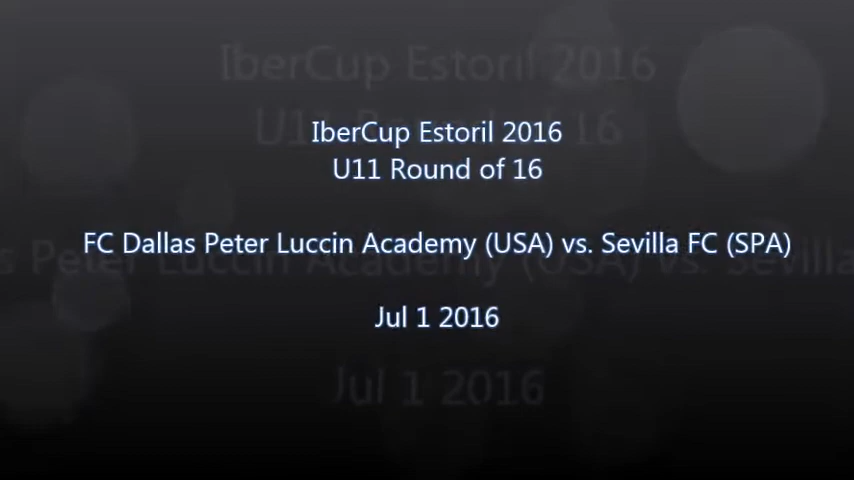 IberCup Estoril 2016
U11 Round of 16
FC Dallas Peter Luccin Academy (USA) vs. Sevilla FC (SPA)
Jul 1 2016